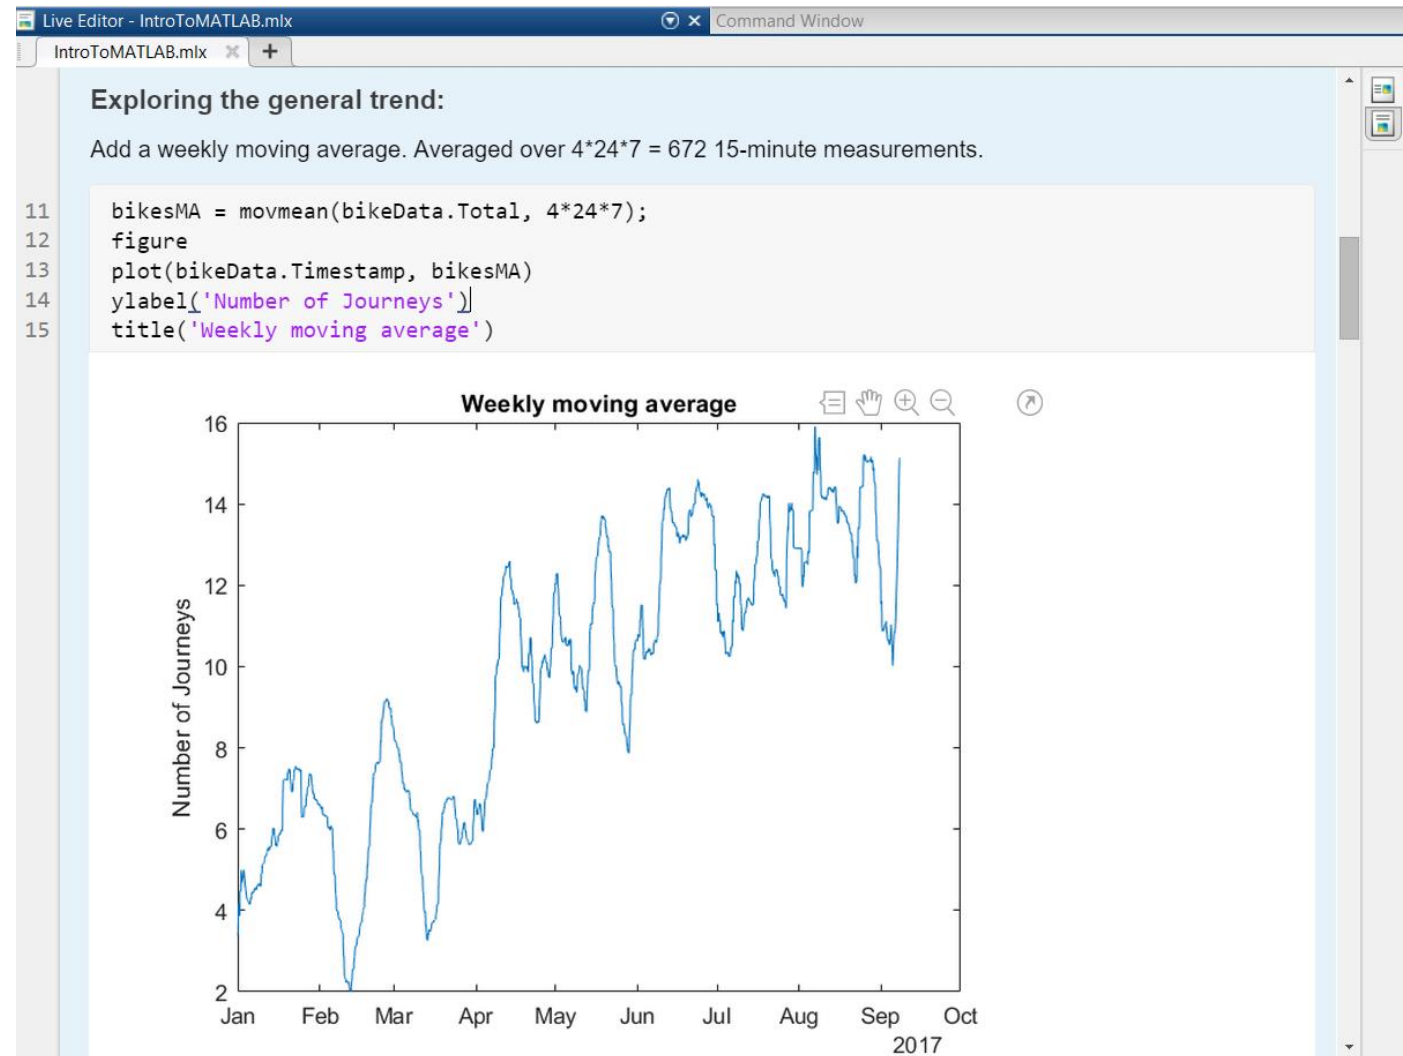 Live Editor - IntroToMATLAB.mlx
Command Window
IntroToMATLAB.mlx
Exploring the general trend:
Add a weekly moving average. Averaged over 4*24*7 = 672 15-minute measurements.
11 bikesMA = movmean(bikeData.Total, 4*24*7);
12 figure
13 plot(bikeData.Timestamp, bikesMA)
14 ylabel('Number of Journeys')
15 title('Weekly moving average')
Weekly moving average
Number of Journeys
16
14
12
10
8
6
4
2
Jan Feb Mar Apr May Jun Jul Aug Sep Oct
2017